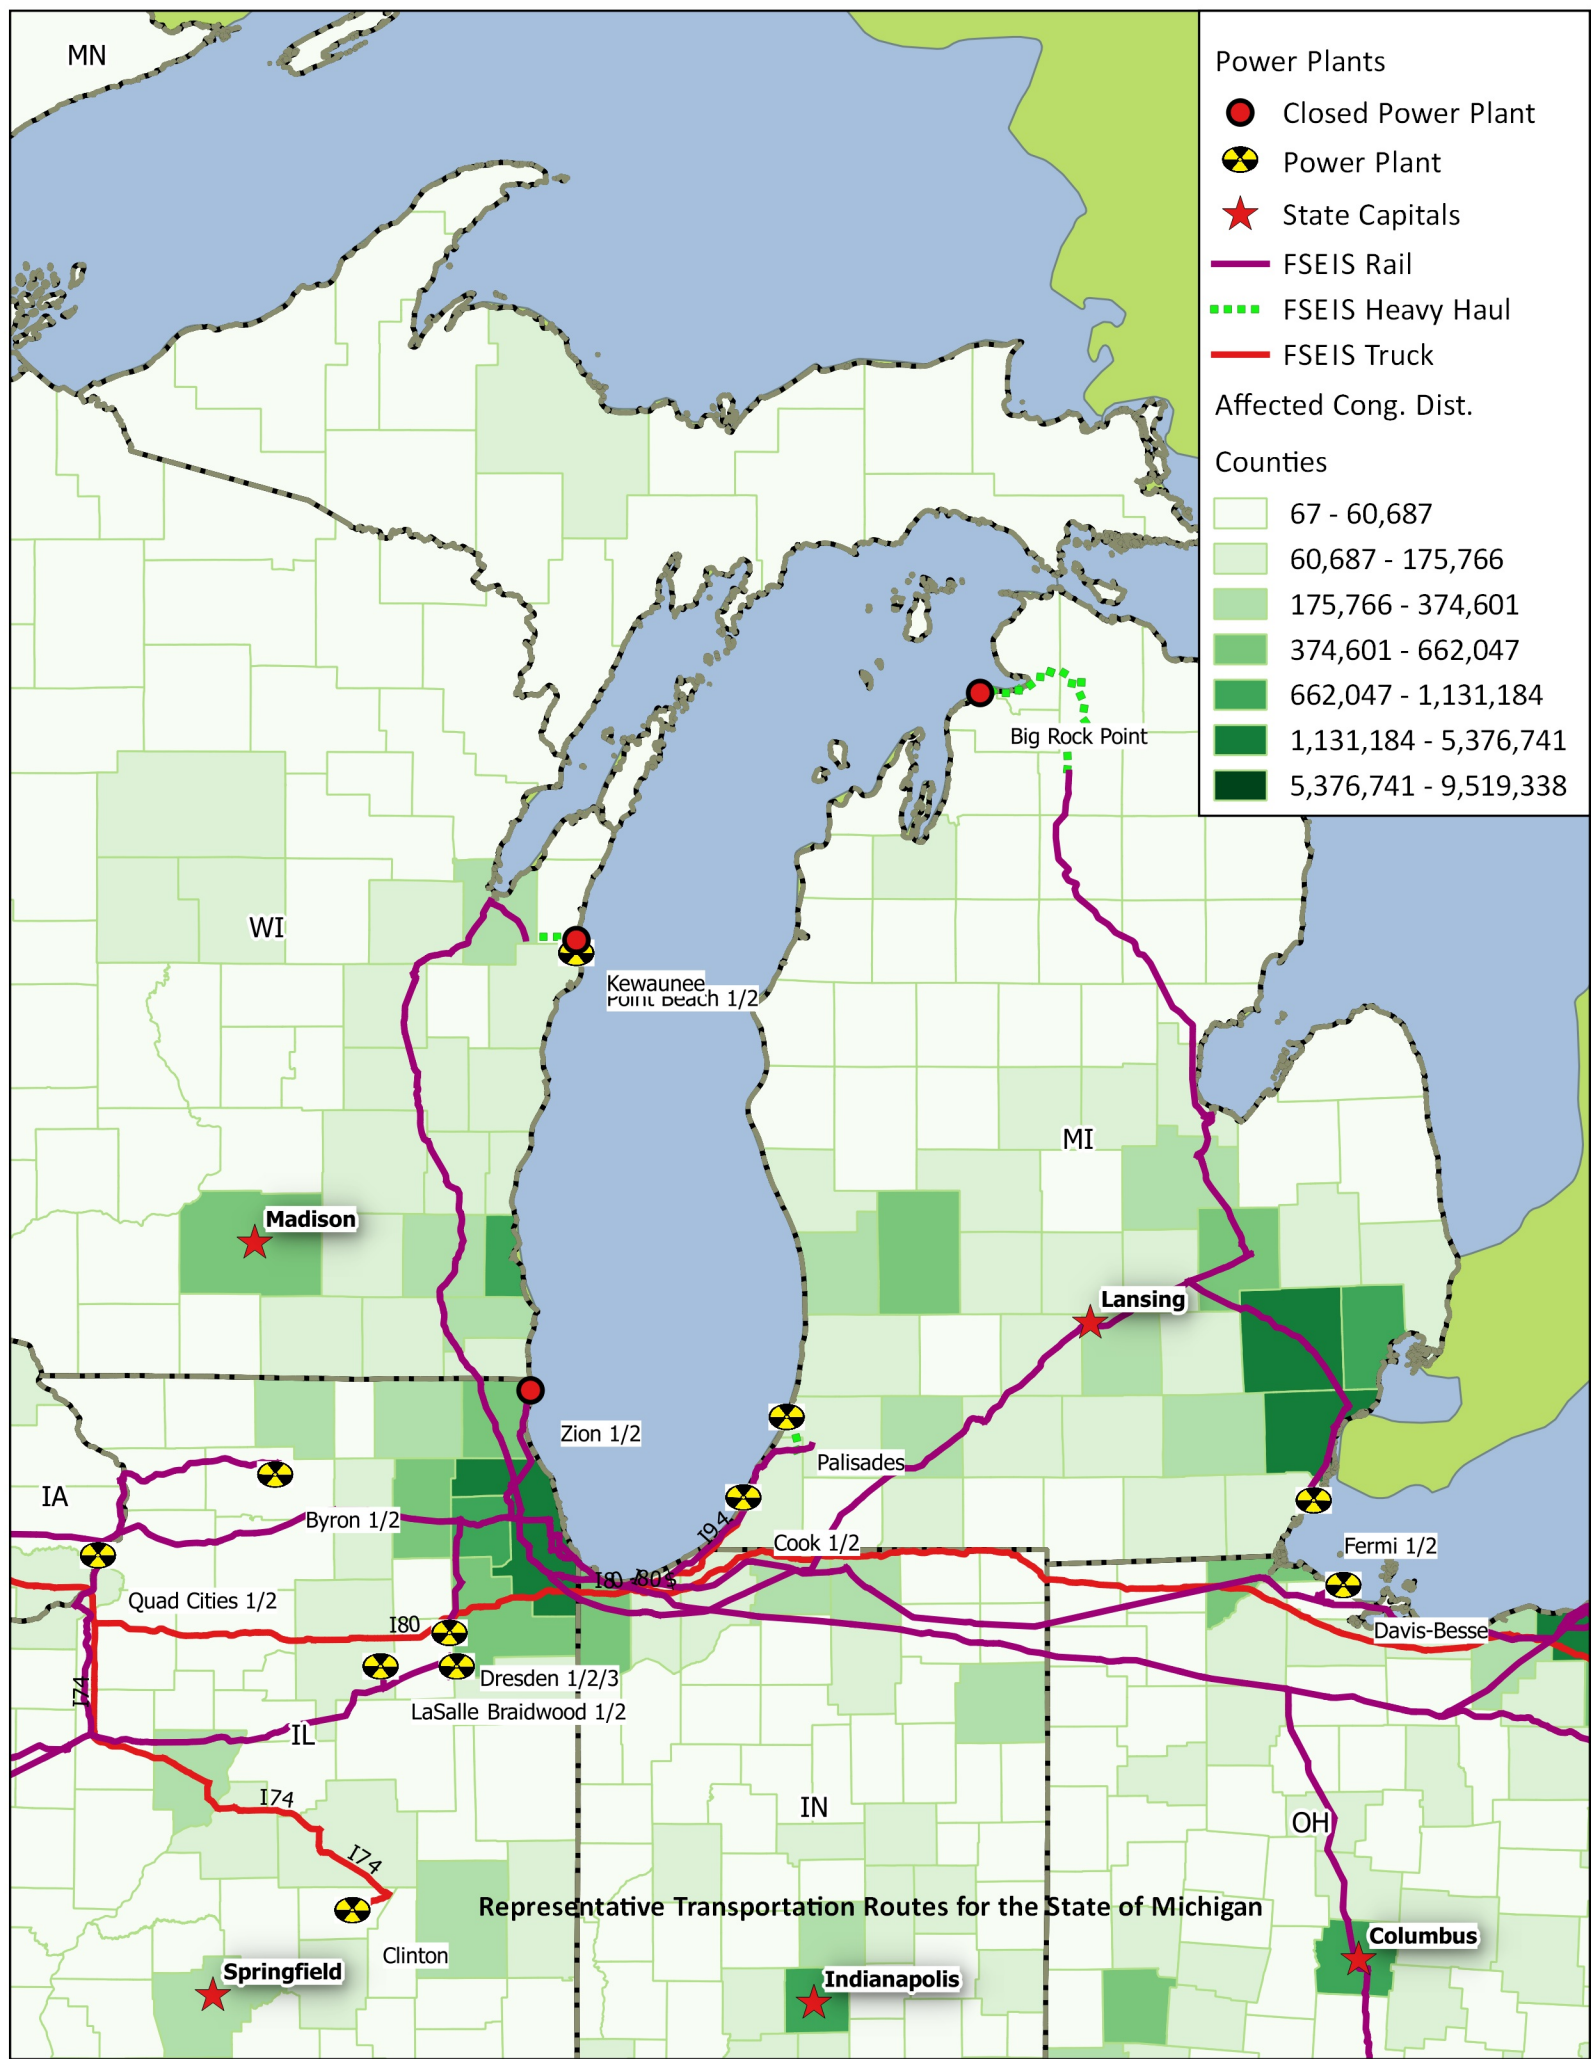 MN
Power Plants
Closed Power Plant
Power Plant
State Capitals
FSEIS Rail
FSEIS Heavy Haul
FSEIS Truck
Affected Cong. Dist.
Counties
67 - 60,687
60,687 - 175,766
175,766 - 374,601
374,601 - 662,047
662,047 - 1,131,184
1,131,184 - 5,376,741
5,376,741 - 9,519,338
Big Rock Point
WI
Kewaunee
Point Beach 1/2
MI
Madison
Lansing
Zion 1/2
Palisades
IA
Byron 1/2
I94
Cook 1/2
Fermi 1/2
I80
Quad Cities 1/2
I80
Davis-Besse
Dresden 1/2/3
I74
LaSalle Braidwood 1/2
IL
I74
IN
OH
I74
Representative Transportation Routes for the State of Michigan
Columbus
Clinton
Springfield
Indianapolis